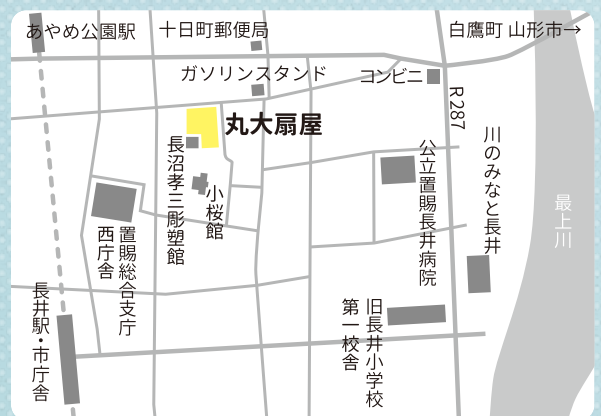 あやめ公園駅
十日町郵便局
白鷹町 山形市→
ガソリンスタンド
コンビニ
R287
丸大扇屋
長沼孝三彫塑館
小桜館
公立置賜長井病院
川のみなと長井
最上川
置賜総合支庁
西庁舎
長井駅・市庁舎
旧長井小学校
第一校舎